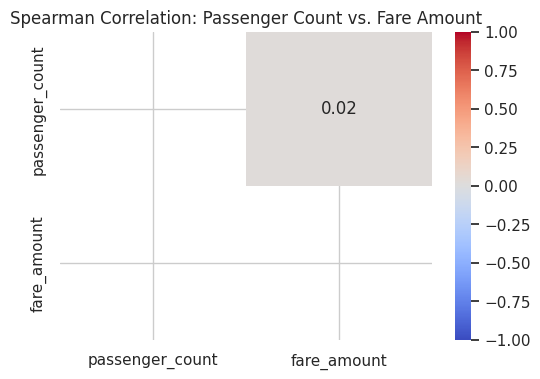 Spearman Correlation: Passenger Count vs. Fare Amount
passenger_count
fare_amount
0.02
passenger_count
fare_amount
1.00
0.75
0.50
0.25
0.00
−0.25
−0.50
−0.75
−1.00